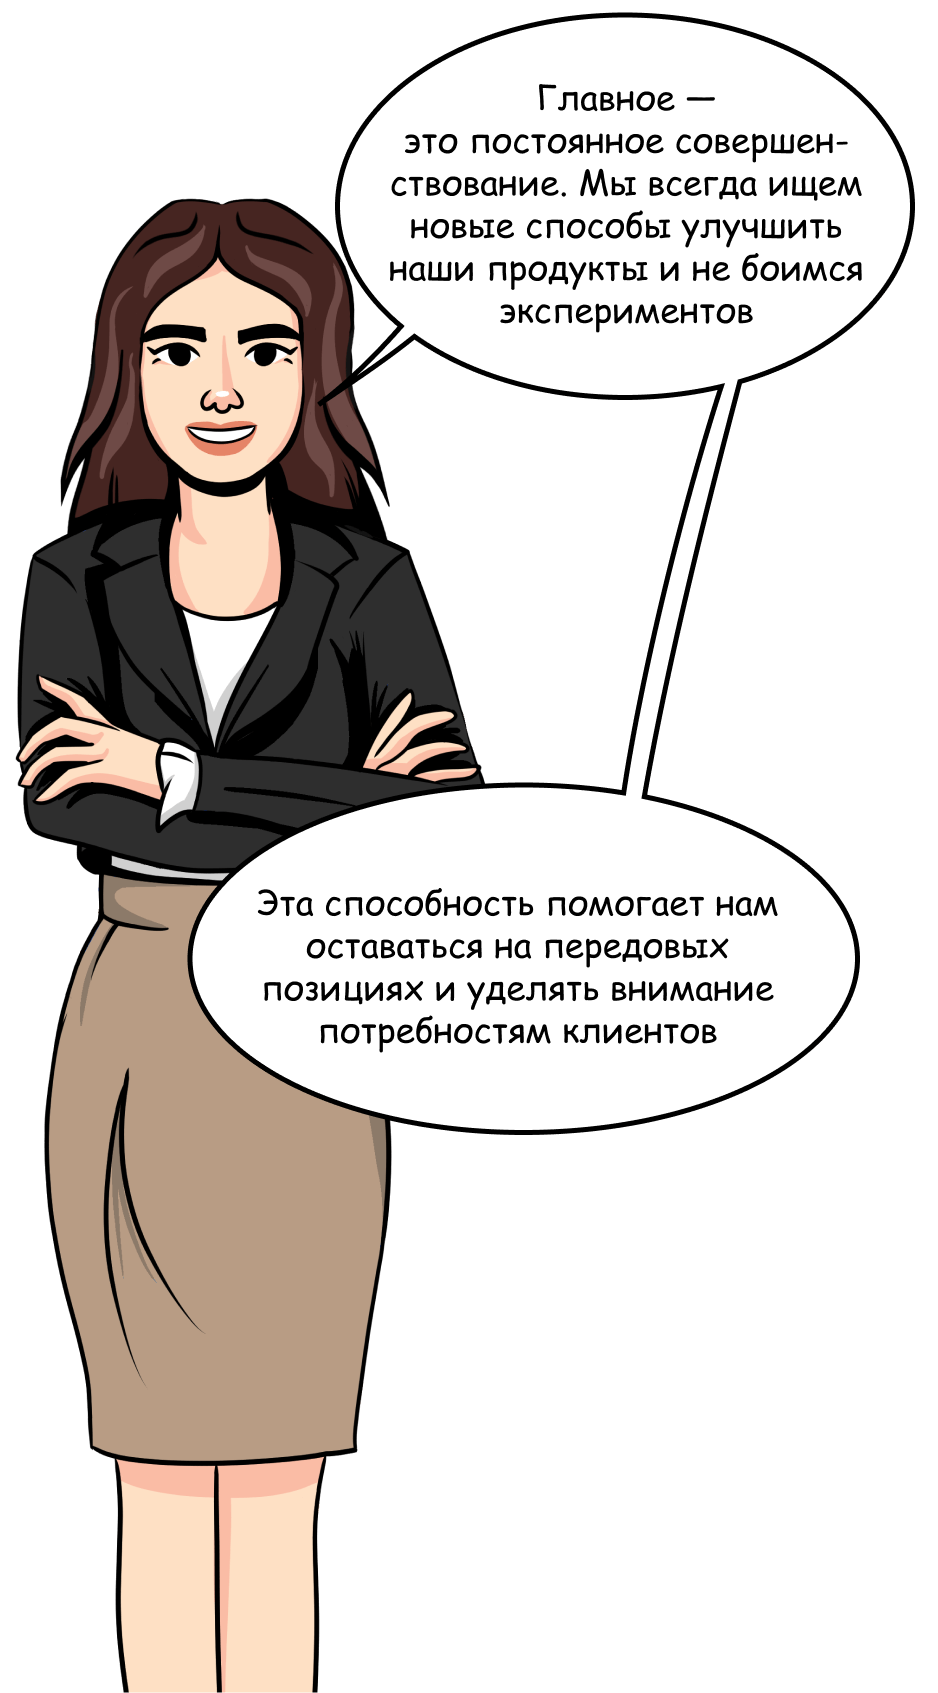 Главное —
это постоянное совершен-
ствование. Мы всегда ищем
новые способы улучшить
наши продукты и не боимся
экспериментов
Эта способность помогает нам
оставаться на передовых
позициях и уделять внимание
потребностям клиентов